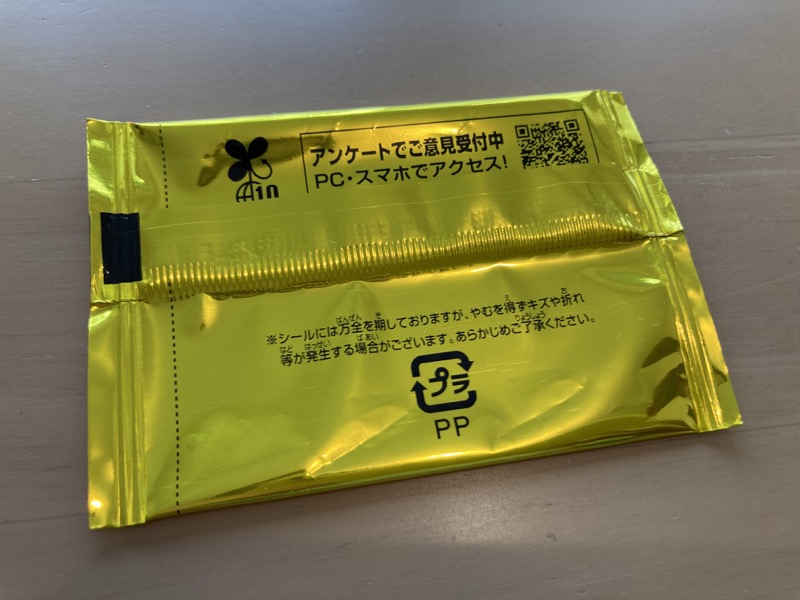 アンケートでご意見受付中
PC・スマホでアクセス!
※シールには万全を期しておりますが、やむを得ずキズや折れ
等が発生する場合がございます。あらかじめご了承ください。
プラ
PP